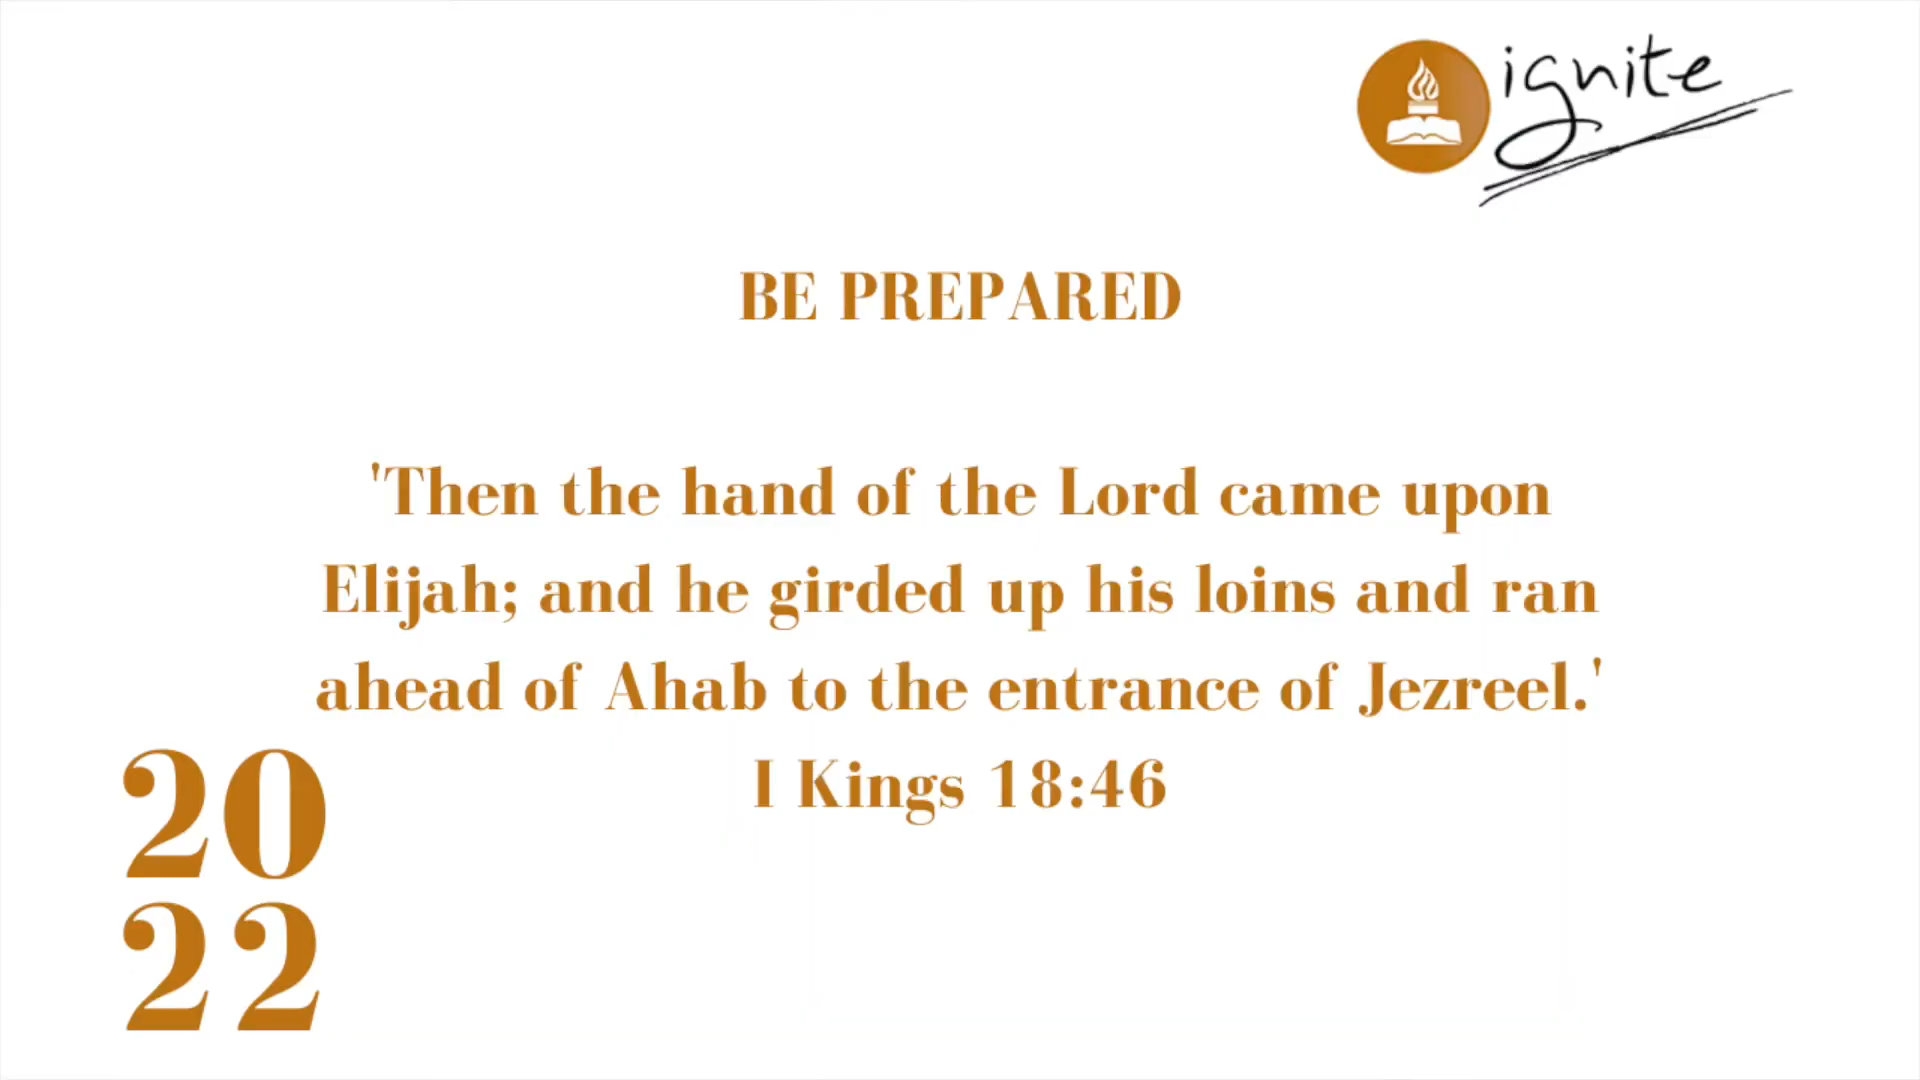 ignite
BE PREPARED
'Then the hand of the Lord came upon
Elijah; and he girded up his loins and ran
ahead of Ahab to the entrance of Jezreel.'
I Kings 18:46
20
22